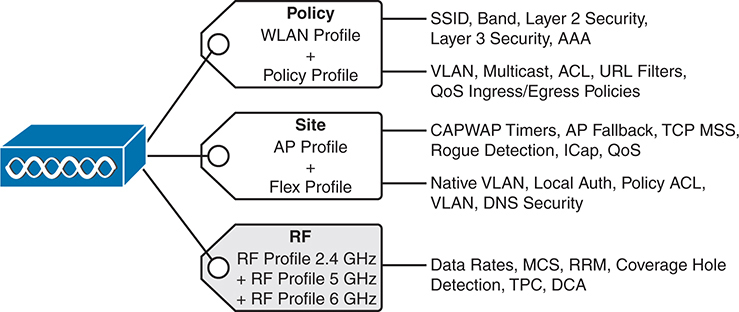 Policy
WLAN Profile
+
Policy Profile
SSID, Band, Layer 2 Security,
Layer 3 Security, AAA
VLAN, Multicast, ACL, URL Filters,
QoS Ingress/Egress Policies
Site
AP Profile
+
Flex Profile
CAPWAP Timers, AP Fallback, TCP MSS,
Rogue Detection, ICap, QoS
Native VLAN, Local Auth, Policy ACL,
VLAN, DNS Security
RF
RF Profile 2.4 GHz
+ RF Profile 5 GHz
+ RF Profile 6 GHz
Data Rates, MCS, RRM, Coverage Hole
Detection, TPC, DCA